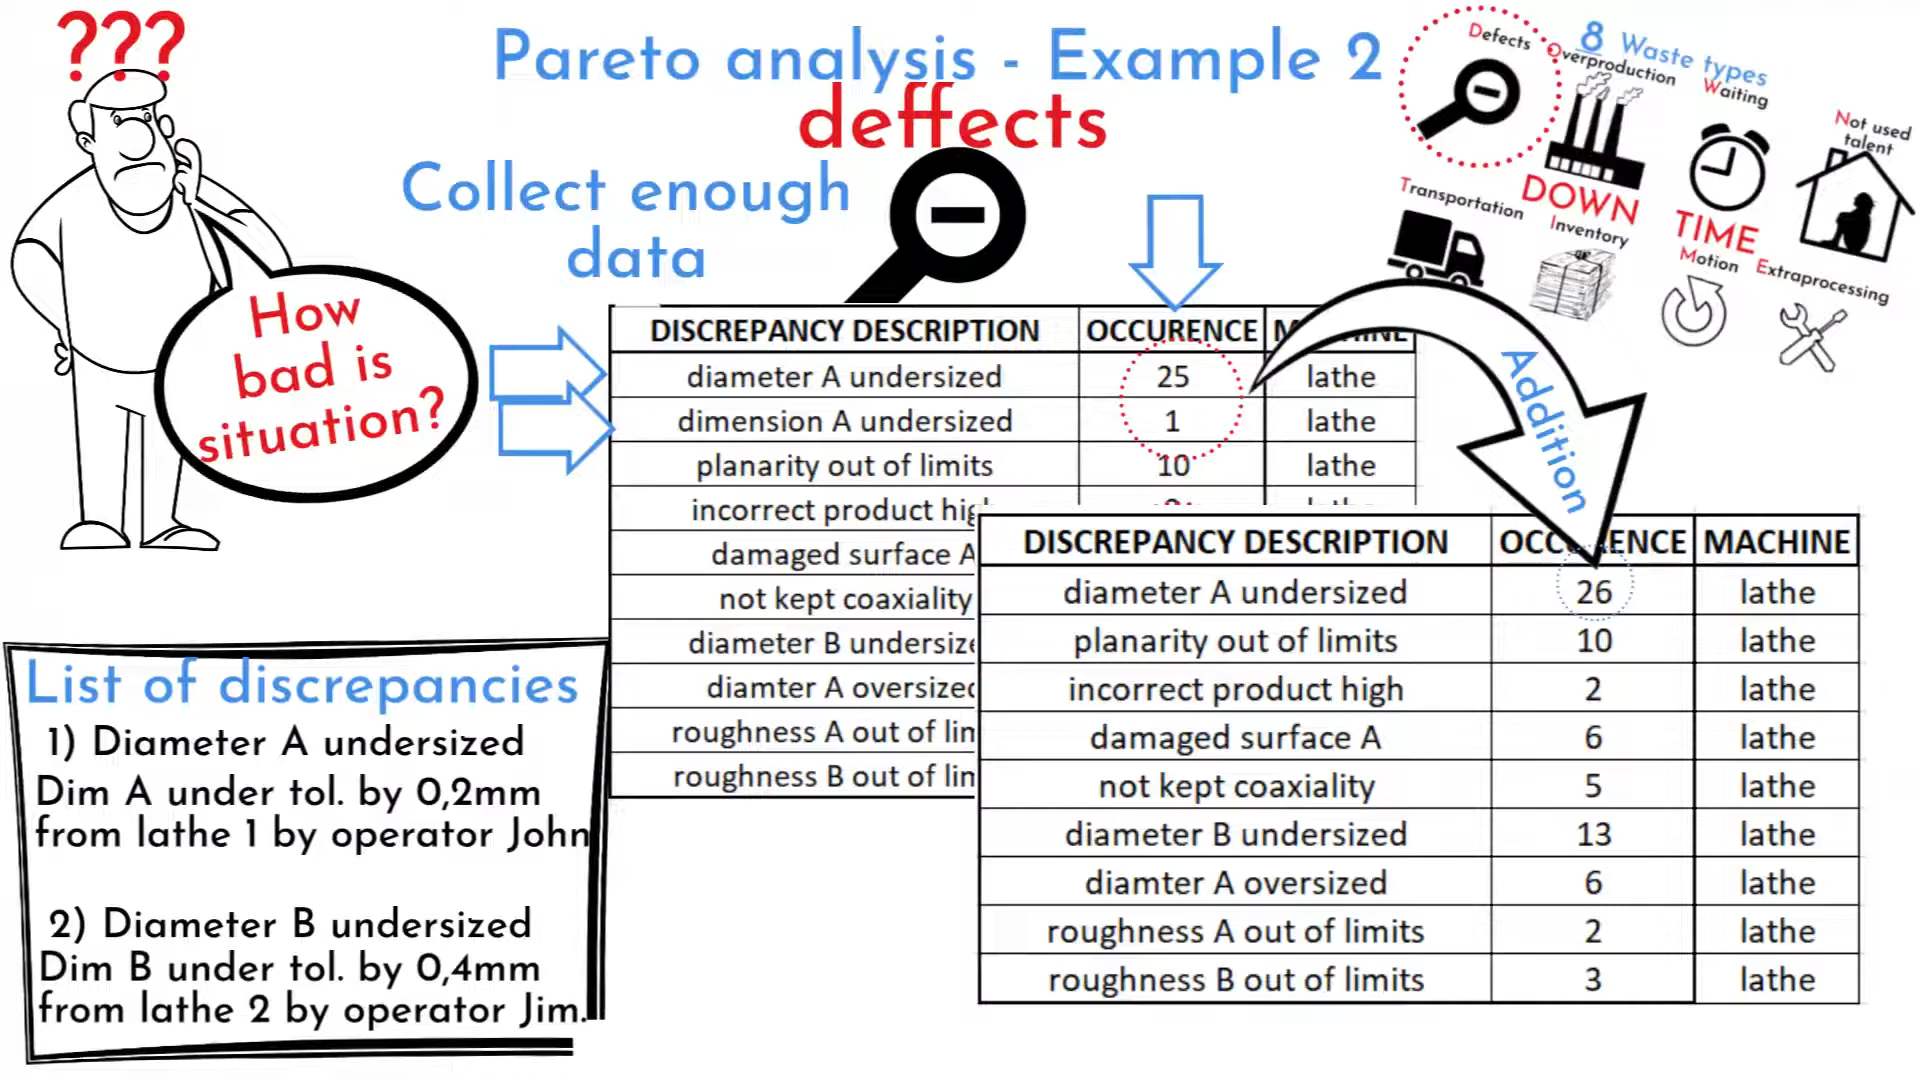 ???
Pareto analysis - Example 2
deffects
Collect enough
data
How
bad is
situation?
8 Waste types
Defects
Overproduction
Waiting
Not used
talent
DOWN
TIME
Transportation
Inventory
Motion
Extraprocessing
Addition
DISCREPANCY DESCRIPTION OCCURENCE
diameter A undersized 25 lathe
dimension A undersized 1 lathe
planarity out of limits 10 lathe
incorrect product
damaged surface A
not kept coaxiality
diameter B
diamter A
roughness A out of
roughness B out of
DISCREPANCY DESCRIPTION MACHINE
diameter A undersized 26 lathe
planarity out of limits 10 lathe
incorrect product high 2 lathe
damaged surface A 6 lathe
not kept coaxiality 5 lathe
diameter B undersized 13 lathe
diamter A oversized 6 lathe
roughness A out of limits 2 lathe
roughness B out of limits 3 lathe
List of discrepancies
1) Diameter A undersized
Dim A under tol. by 0,2mm
from lathe 1 by operator John
2) Diameter B undersized
Dim B under tol. by 0,4mm
from lathe 2 by operator Jim.